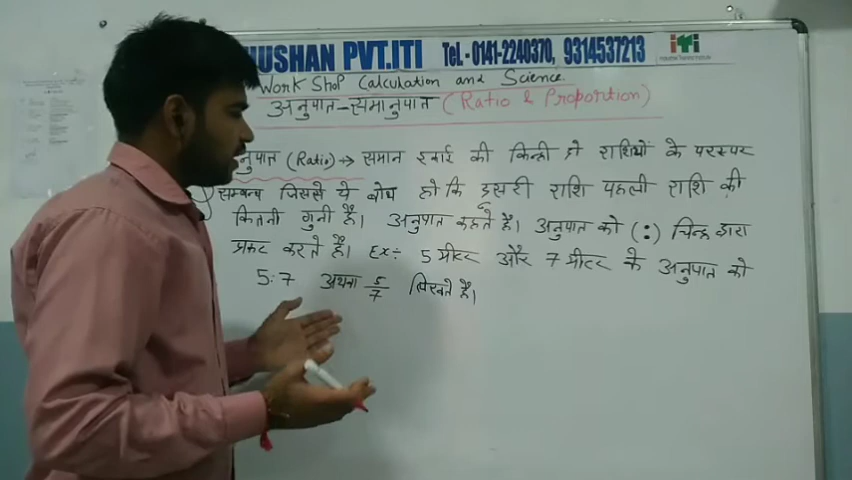 HUSHAN PVT.ITI Tel.- 0141-2240370, 9314537213 iTi
Work Shop Calculation and Science
अनुपात-समानुपात (Ratio & Proportion)
नुपात (Ratio) → समान इकाई की किन्ही दो राशियों के परस्पर
सम्बन्ध जिससे ये बोध हो कि दूसरी राशि पहली राशि की
कितनी गुनी है। अनुपात कहते है। अनुपात को (:) चिन्ह द्वारा
प्रकट करते है। Ex÷ 5 मीटर और 7 मीटर के अनुपात को
5:7 अथवा 5/7 लिखते है।